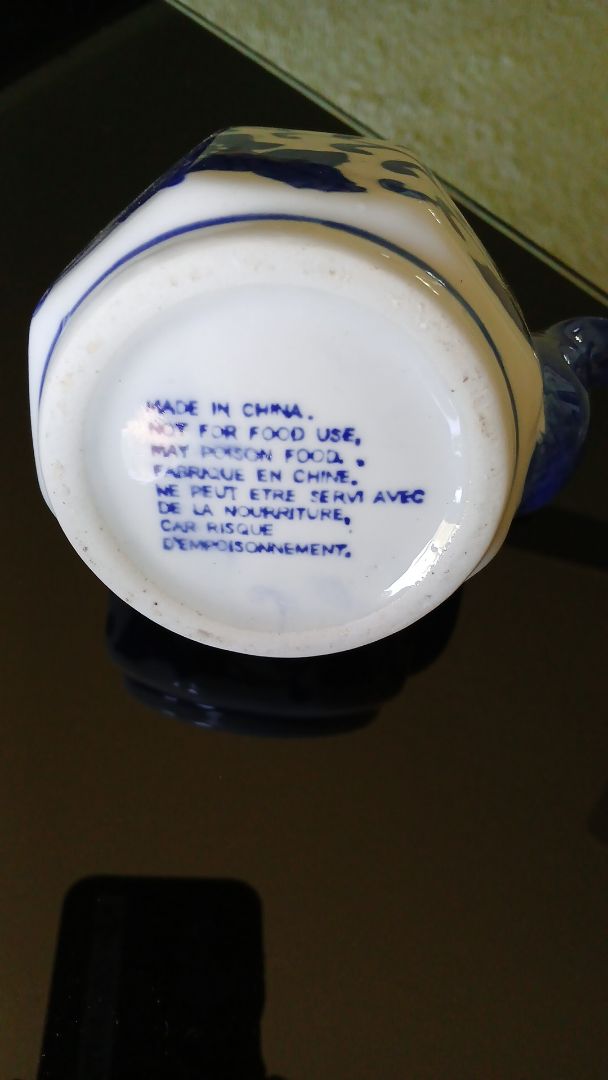 MADE IN CHINA.
NOT FOR FOOD USE,
MAY POISON FOOD.
FABRIQUE EN CHINE.
NE PEUT ETRE SERVI AVEC
DE LA NOURRITURE,
CAR RISQUE
D'EMPOISONNEMENT.